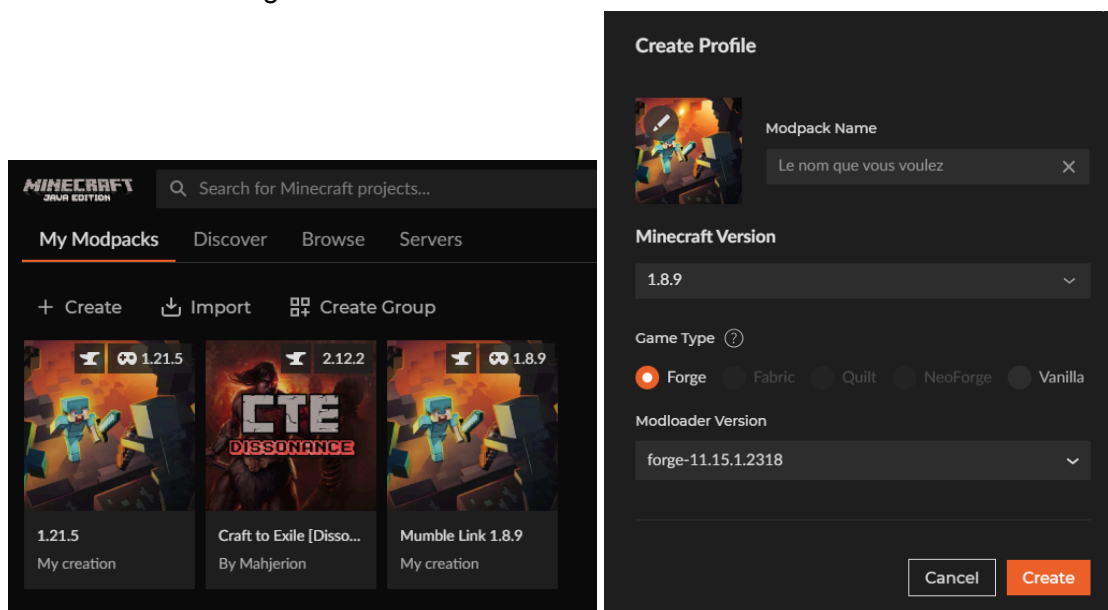 MINECRAFT
JAVA EDITION
Search for Minecraft projects...
My Modpacks Discover Browse Servers
+ Create Import Create Group
1.21.5
2.12.2
1.8.9
CTE
DISSONANCE
1.21.5
My creation
Craft to Exile [Disso...
By Mahjerion
Mumble Link 1.8.9
My creation
Create Profile
Modpack Name
Le nom que vous voulez
Minecraft Version
1.8.9
Game Type ?
Forge Fabric Quilt NeoForge Vanilla
Modloader Version
forge-11.15.1.2318
Cancel Create